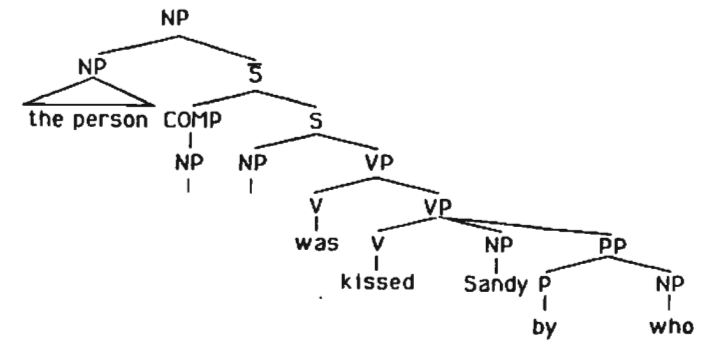 NP
NP S̅
the person COMP S
NP NP VP
V VP
was V NP PP
kissed Sandy P NP
by who